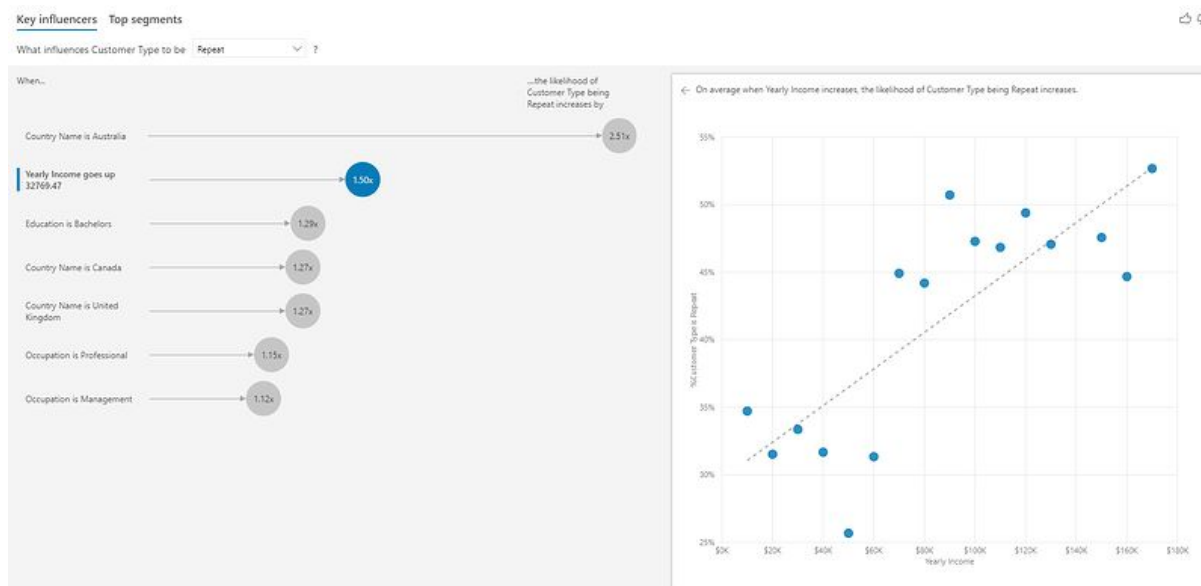 Key influencers Top segments
What influences Customer Type to be Repeat ?
When...
...the likelihood of
Customer Type being
Repeat increases by
Country Name is Australia 2.51x
Yearly Income goes up
32769.47
1.50x
Education is Bachelors 1.29x
Country Name is Canada 1.27x
Country Name is United
Kingdom
1.27x
Occupation is Professional 1.15x
Occupation is Management 1.12x
On average when Yearly Income increases, the likelihood of Customer Type being Repeat increases.
%Customer Type is Repeat
55%
50%
45%
40%
35%
30%
25%
$0K $20K $40K $60K $80K $100K $120K $140K $160K $180K
Yearly Income